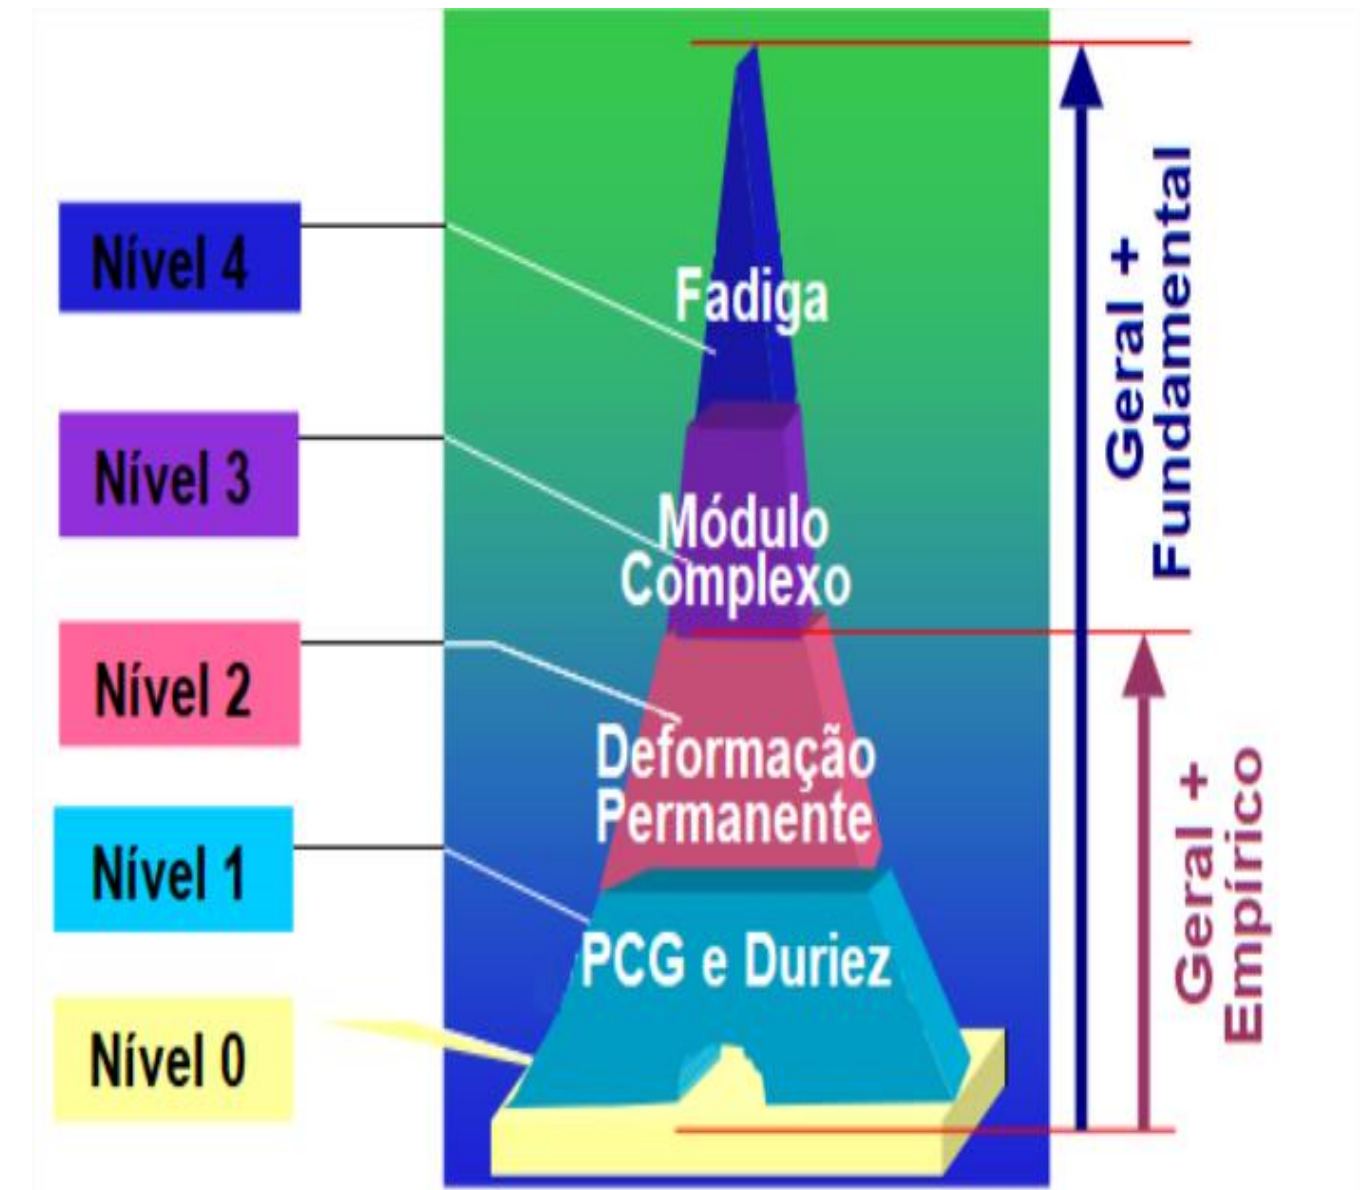 Nível 4
Nível 3
Nível 2
Nível 1
Nível 0
Fadiga
Módulo
Complexo
Deformação
Permanente
PCG e Duriez
Geral +
Fundamental
Geral +
Empírico